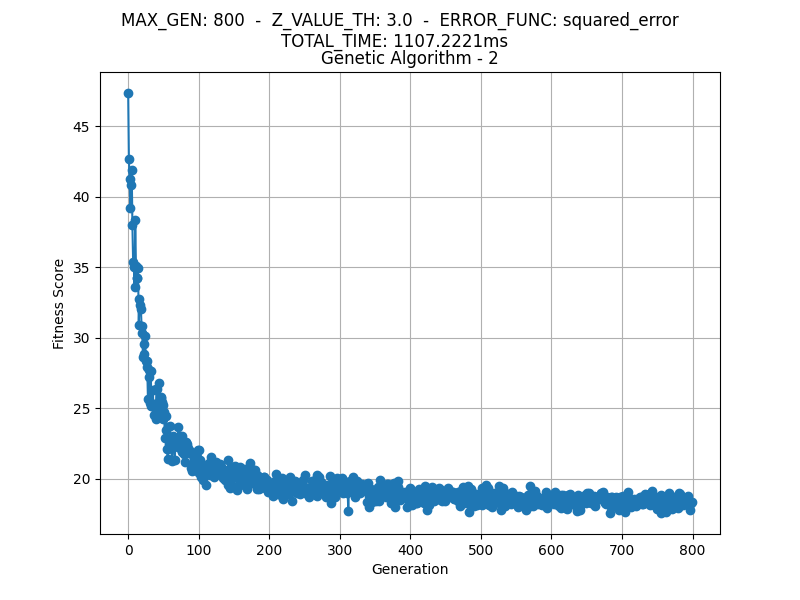 MAX_GEN: 800  -  Z_VALUE_TH: 3.0  -  ERROR_FUNC: squared_error
TOTAL_TIME: 1107.2221ms
Genetic Algorithm - 2
45
40
35
30
25
20
Fitness Score
0 100 200 300 400 500 600 700 800
Generation